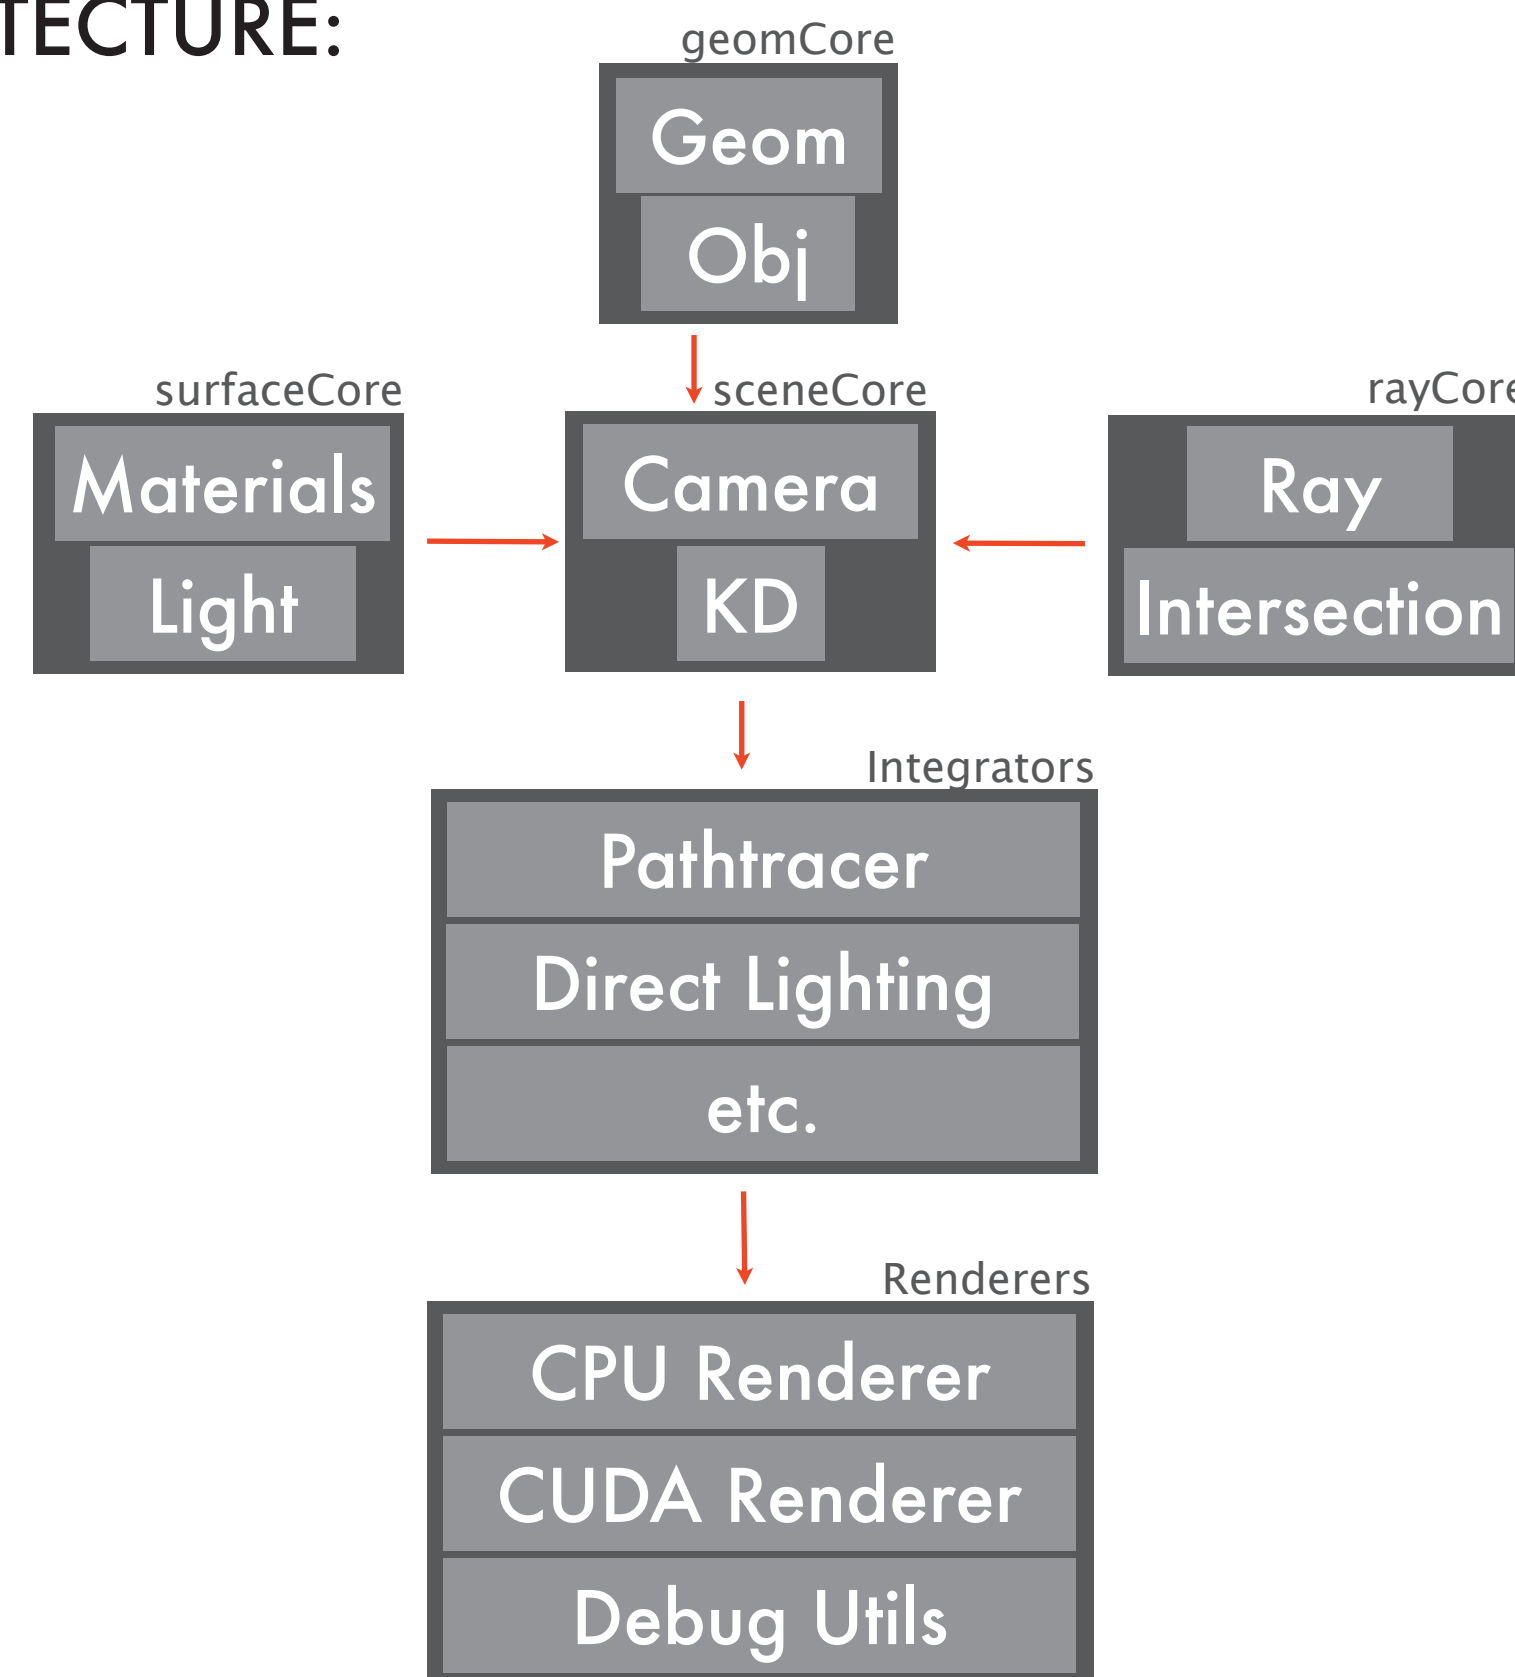 TECTURE:
geomCore
Geom
Obj
surfaceCore
Materials
Light
sceneCore
Camera
KD
rayCore
Ray
Intersection
Integrators
Pathtracer
Direct Lighting
etc.
Renderers
CPU Renderer
CUDA Renderer
Debug Utils